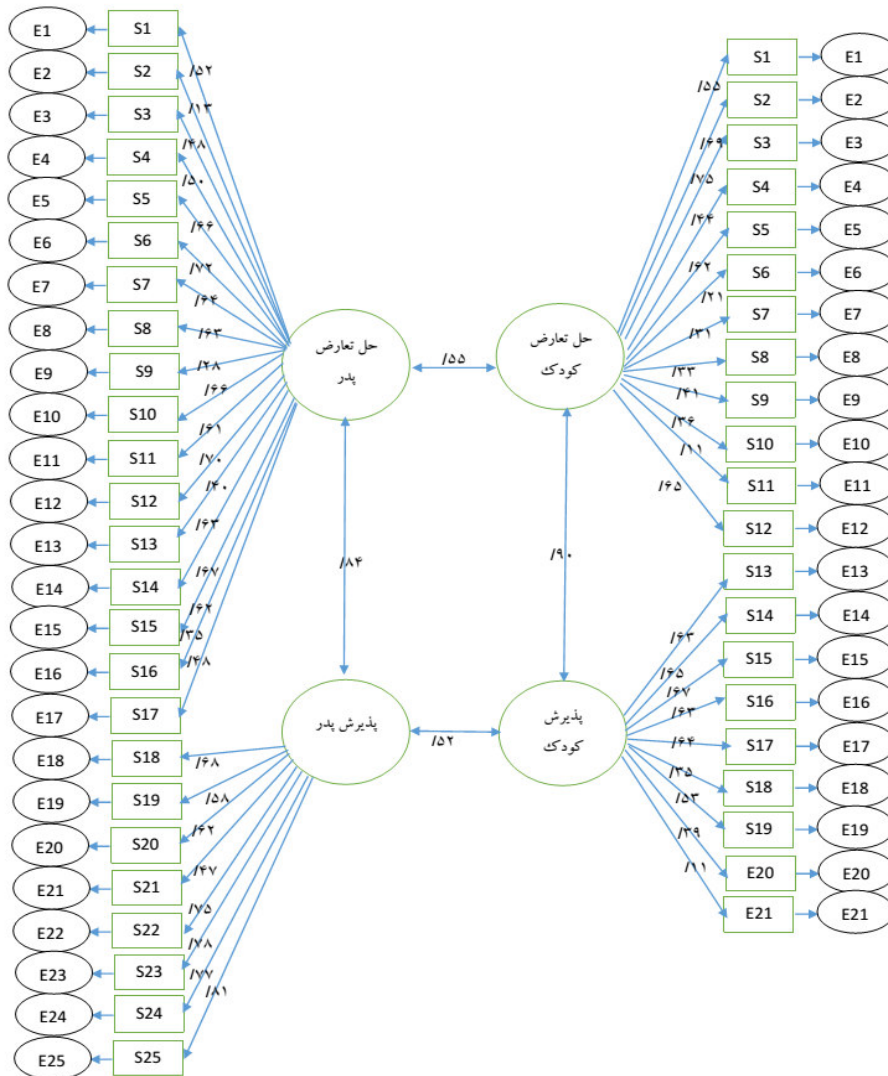 E1 S1
E2 S2
E3 S3
E4 S4
E5 S5
E6 S6
E7 S7
E8 S8
E9 S9
E10 S10
E11 S11
E12 S12
E13 S13
E14 S14
E15 S15
E16 S16
E17 S17
E18 S18
E19 S19
E20 S20
E21 S21
E22 S22
E23 S23
E24 S24
E25 S25
/۵۲
/۱۳
/۴۸
/۵۰
/۶۶
/۷۲
/۶۴
/۶۳
/۲۸
/۶۶
/۶۱
/۷۰
/۴۰
/۶۳
/۶۷
/۶۲
/۳۵
/۴۸
/۶۸
/۵۸
/۶۲
/۴۷
/۷۵
/۷۸
/۷۷
/۸۱
حل تعارض
پدر
/۵۵
حل تعارض
کودک
/۸۴
/۹۰
پذیرش پدر
/۵۲
پذیرش
کودک
/۵۵
/۶۹
/۷۵
/۴۴
/۶۲
/۲۱
/۳۱
/۳۳
/۴۱
/۳۶
/۱۱
/۶۵
/۶۳
/۶۵
/۶۷
/۶۳
/۶۴
/۳۵
/۵۳
/۳۹
/۱۱
S1 E1
S2 E2
S3 E3
S4 E4
S5 E5
S6 E6
S7 E7
S8 E8
S9 E9
S10 E10
S11 E11
S12 E12
S13 E13
S14 E14
S15 E15
S16 E16
S17 E17
S18 E18
S19 E19
E20 E20
E21 E21